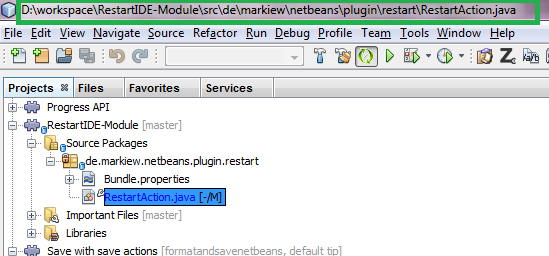 D:\workspace\RestartIDE-Module\src\de\markiew\netbeans\plugin\restart\RestartAction.java
File Edit View Navigate Source Refactor Run Debug Profile Team Tools Window Help
Projects Files Favorites Services
Progress API
RestartIDE-Module [master]
Source Packages
de.markiew.netbeans.plugin.restart
Bundle.properties
RestartAction.java [-/M]
Important Files [master]
Libraries
Save with save actions [formatandsavenetbeans, default tip]